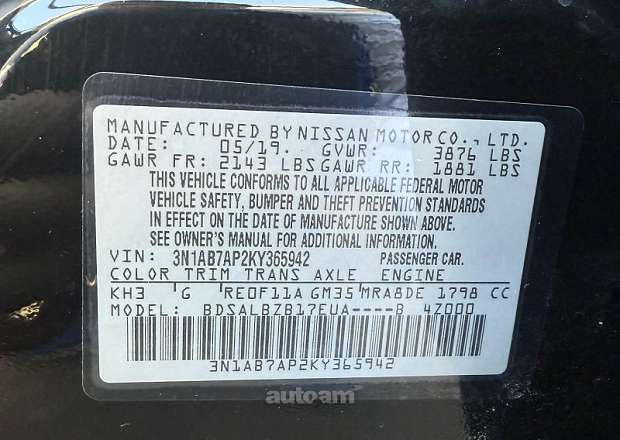 MANUFACTURED BY NISSAN MOTOR CO., LTD.
DATE: 05/19. GVWR: 3876 LBS
GAWR FR: 2143 LBS GAWR RR: 1881 LBS
THIS VEHICLE CONFORMS TO ALL APPLICABLE FEDERAL MOTOR
VEHICLE SAFETY, BUMPER AND THEFT PREVENTION STANDARDS
IN EFFECT ON THE DATE OF MANUFACTURE SHOWN ABOVE.
SEE OWNER'S MANUAL FOR ADDITIONAL INFORMATION.
VIN: 3N1AB7AP2KY365942 PASSENGER CAR.
COLOR TRIM TRANS AXLE ENGINE
KH3 G RE0F11A GM35 MRA8DE 1798 CC
MODEL: BDSALBZB17EUA----B 4Z000
3N1AB7AP2KY365942
autoam